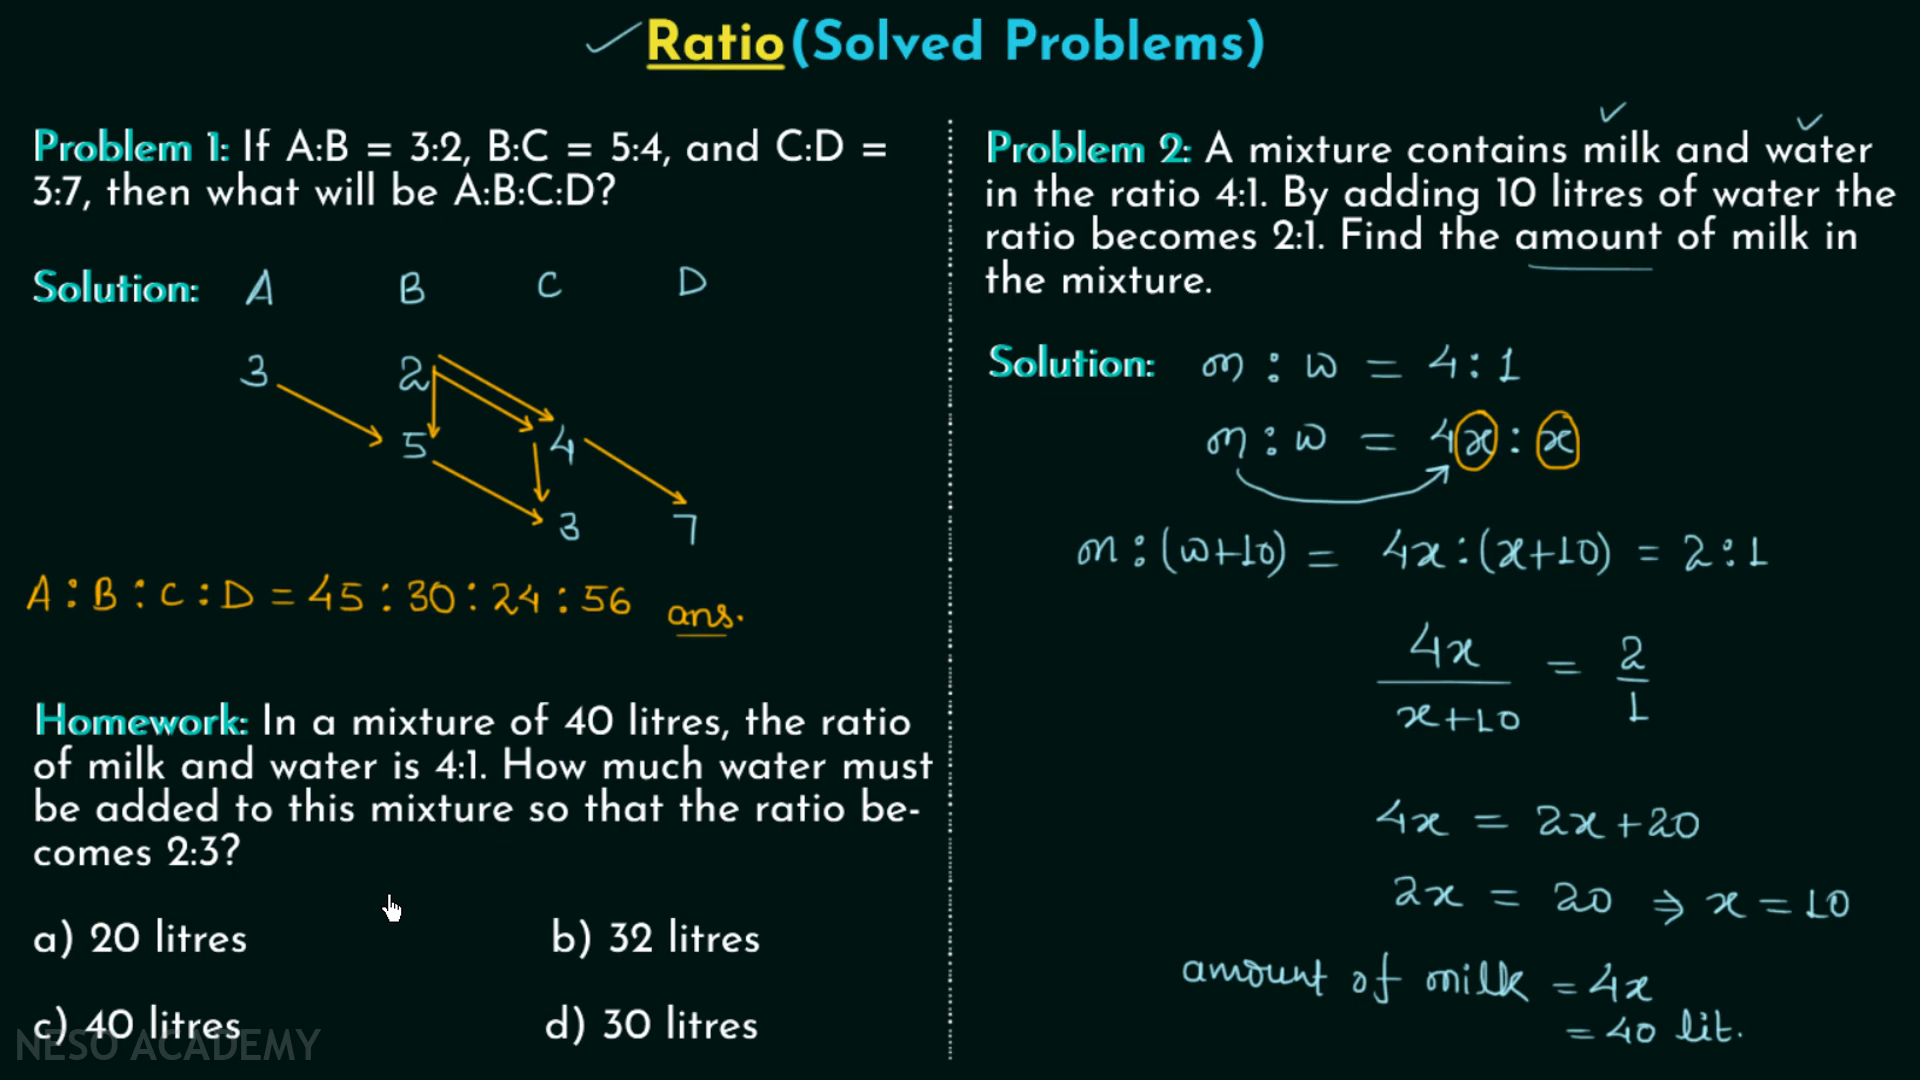 Ratio (Solved Problems)
Problem 1: If A:B = 3:2, B:C = 5:4, and C:D =
3:7, then what will be A:B:C:D?
Solution: A B C D
3 2
5 4
3 7
A : B : C : D = 45 : 30 : 24 : 56 ans.
Homework: In a mixture of 40 litres, the ratio
of milk and water is 4:1. How much water must
be added to this mixture so that the ratio be-
comes 2:3?
a) 20 litres b) 32 litres
c) 40 litres d) 30 litres
NESO ACADEMY
Problem 2: A mixture contains milk and water
in the ratio 4:1. By adding 10 litres of water the
ratio becomes 2:1. Find the amount of milk in
the mixture.
Solution: m : w = 4 : 1
m : w = 4x : x
m : (w+10) = 4x : (x+10) = 2 : 1
4x / x+10 = 2 / 1
4x = 2x + 20
2x = 20 ⇒ x = 10
amount of milk = 4x
= 40 lit.